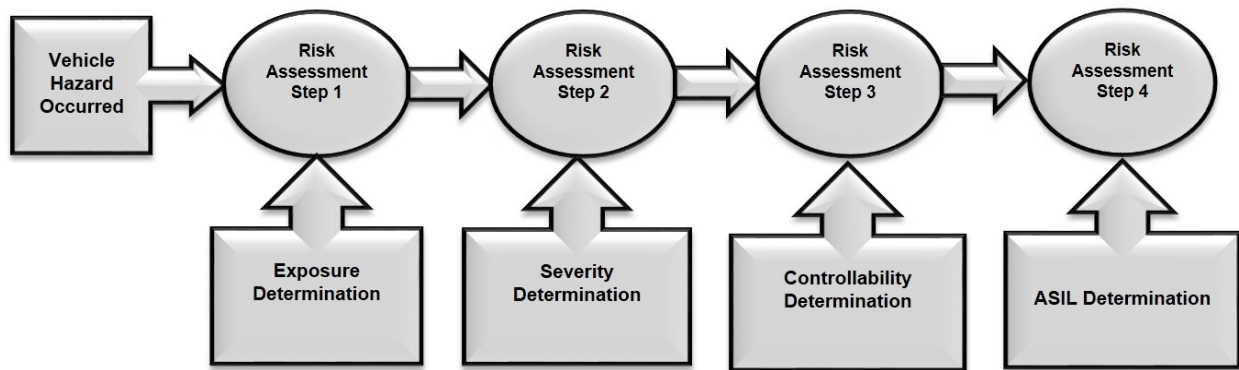 Vehicle
Hazard
Occurred
Risk
Assessment
Step 1
Risk
Assessment
Step 2
Risk
Assessment
Step 3
Risk
Assessment
Step 4
Exposure
Determination
Severity
Determination
Controllability
Determination
ASIL Determination